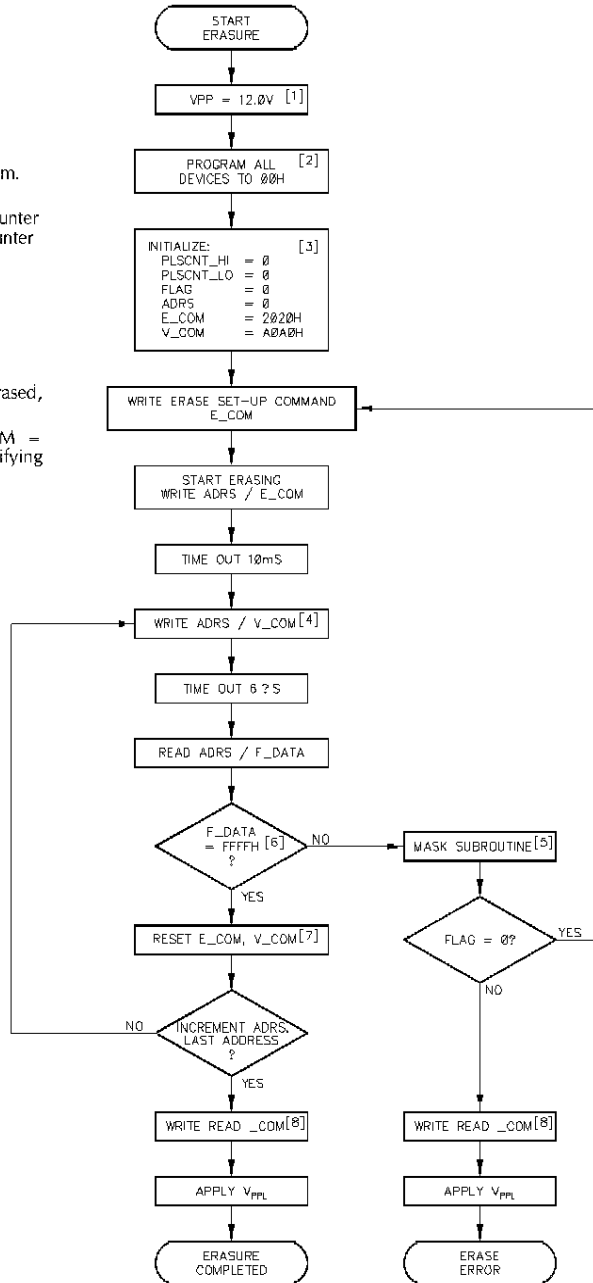 START
ERASURE
VPP = 12.0V [1]
PROGRAM ALL [2]
DEVICES TO 00H
m.
unter
unter
INITIALIZE: [3]
PLSCNT_HI = 0
PLSCNT_LO = 0
FLAG = 0
ADRS = 0
E_COM = 2020H
V_COM = A0A0H
rased,
M =
ifying
WRITE ERASE SET-UP COMMAND
E_COM
START ERASING
WRITE ADRS / E_COM
TIME OUT 10mS
WRITE ADRS / V_COM[4]
TIME OUT 6?S
READ ADRS / F_DATA
F_DATA
= FFFFH [6]
?
NO
MASK SUBROUTINE[5]
YES
RESET E_COM, V_COM[7]
FLAG = 0?
YES
NO
NO
INCREMENT ADRS.
LAST ADDRESS
?
YES
WRITE READ _COM[8]
WRITE READ _COM[8]
APPLY VPPL
APPLY VPPL
ERASURE
COMPLETED
ERASE
ERROR